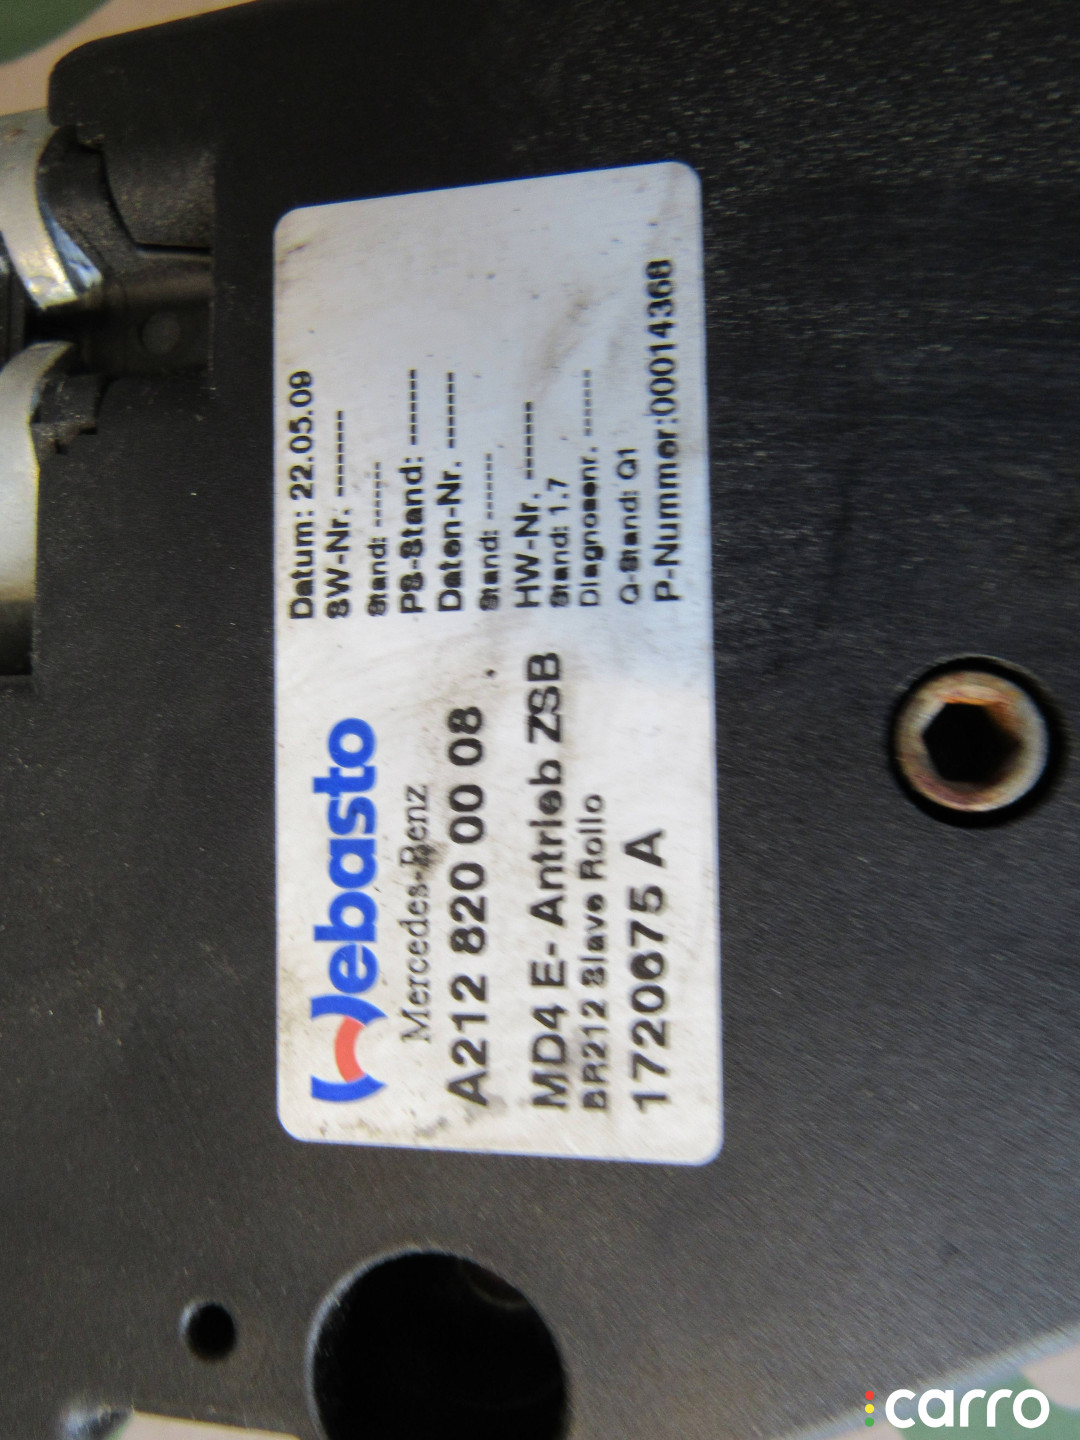 Webasto
Mercedes-Benz
A212 820 00 08 .
MD4 E- Antrieb ZSB
BR212 Slave Rollo
1720675 A
Datum: 22.05.09
SW-Nr. --------
Stand: -------
PS-Stand: -------
Daten-Nr. -------
Stand: -------
HW-Nr. -------
Stand: 1.7
Diagnosenr. -------
Q-Stand: Q1
P-Nummer:00014368
carro